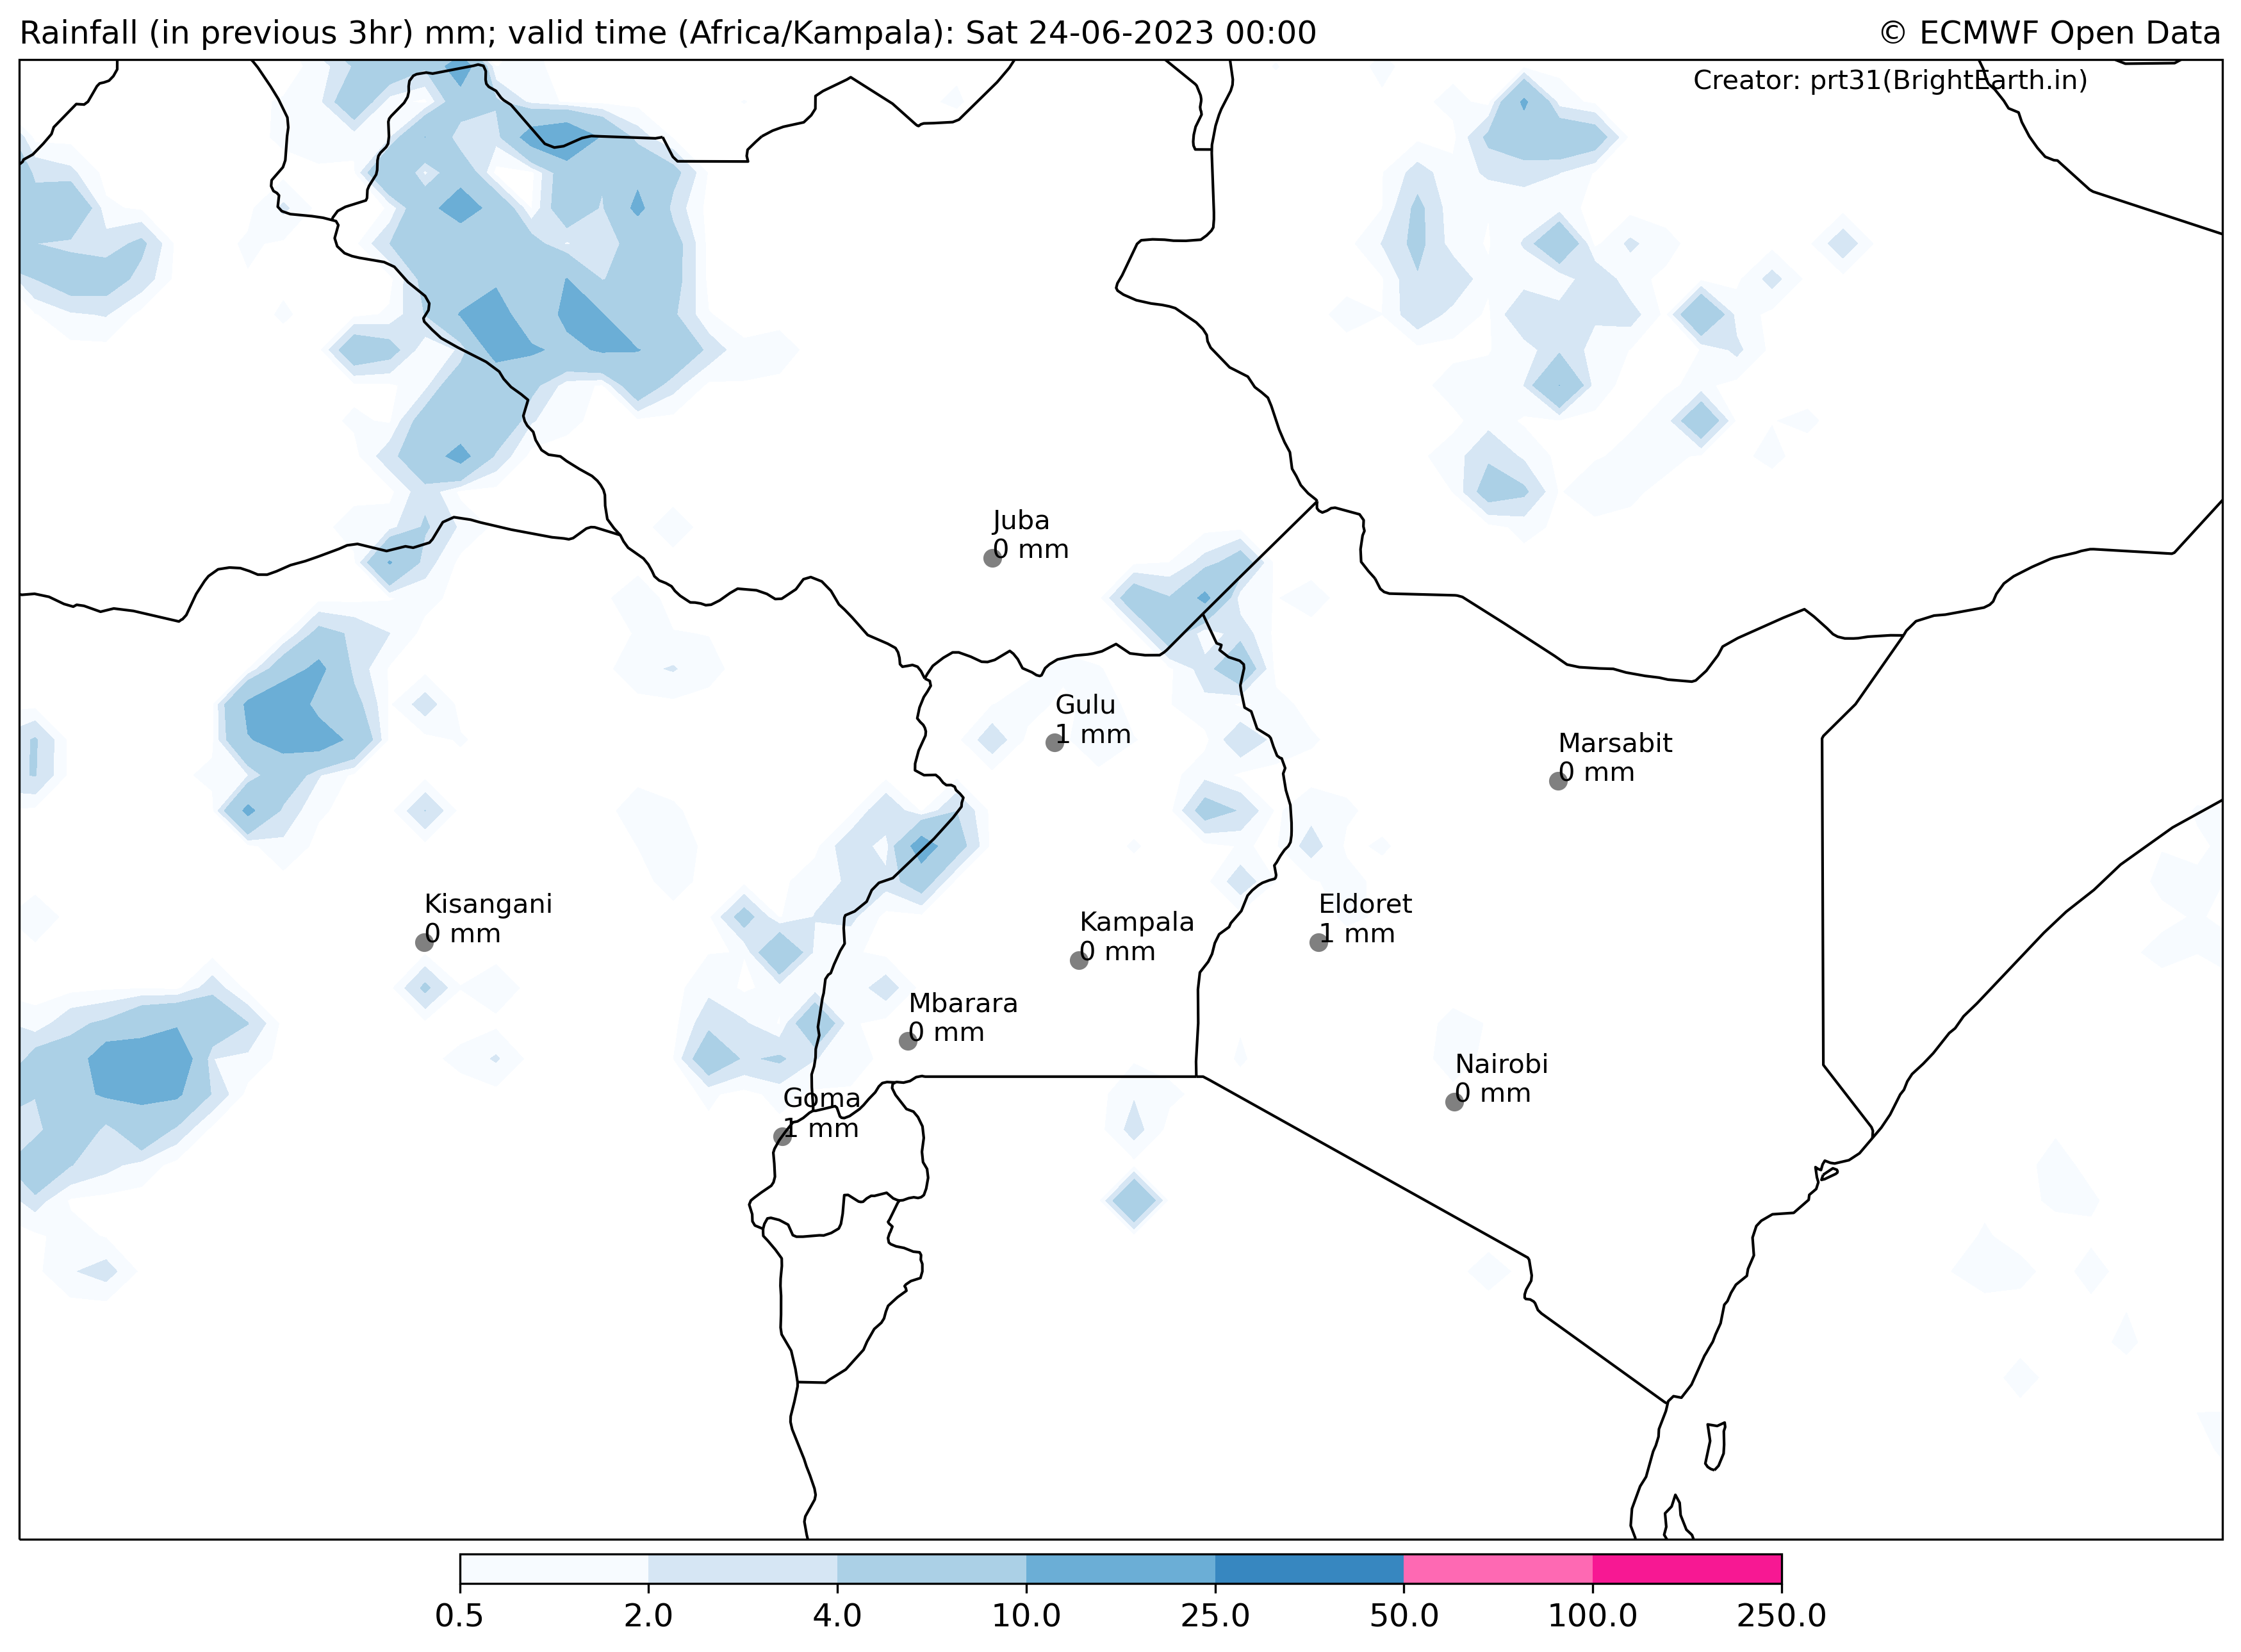 Rainfall (in previous 3hr) mm; valid time (Africa/Kampala): Sat 24-06-2023 00:00
© ECMWF Open Data
Creator: prt31(BrightEarth.in)
Juba
0 mm
Gulu
1 mm
Marsabit
0 mm
Kisangani
0 mm
Kampala
0 mm
Eldoret
1 mm
Mbarara
0 mm
Nairobi
0 mm
Goma
1 mm
0.5 2.0 4.0 10.0 25.0 50.0 100.0 250.0